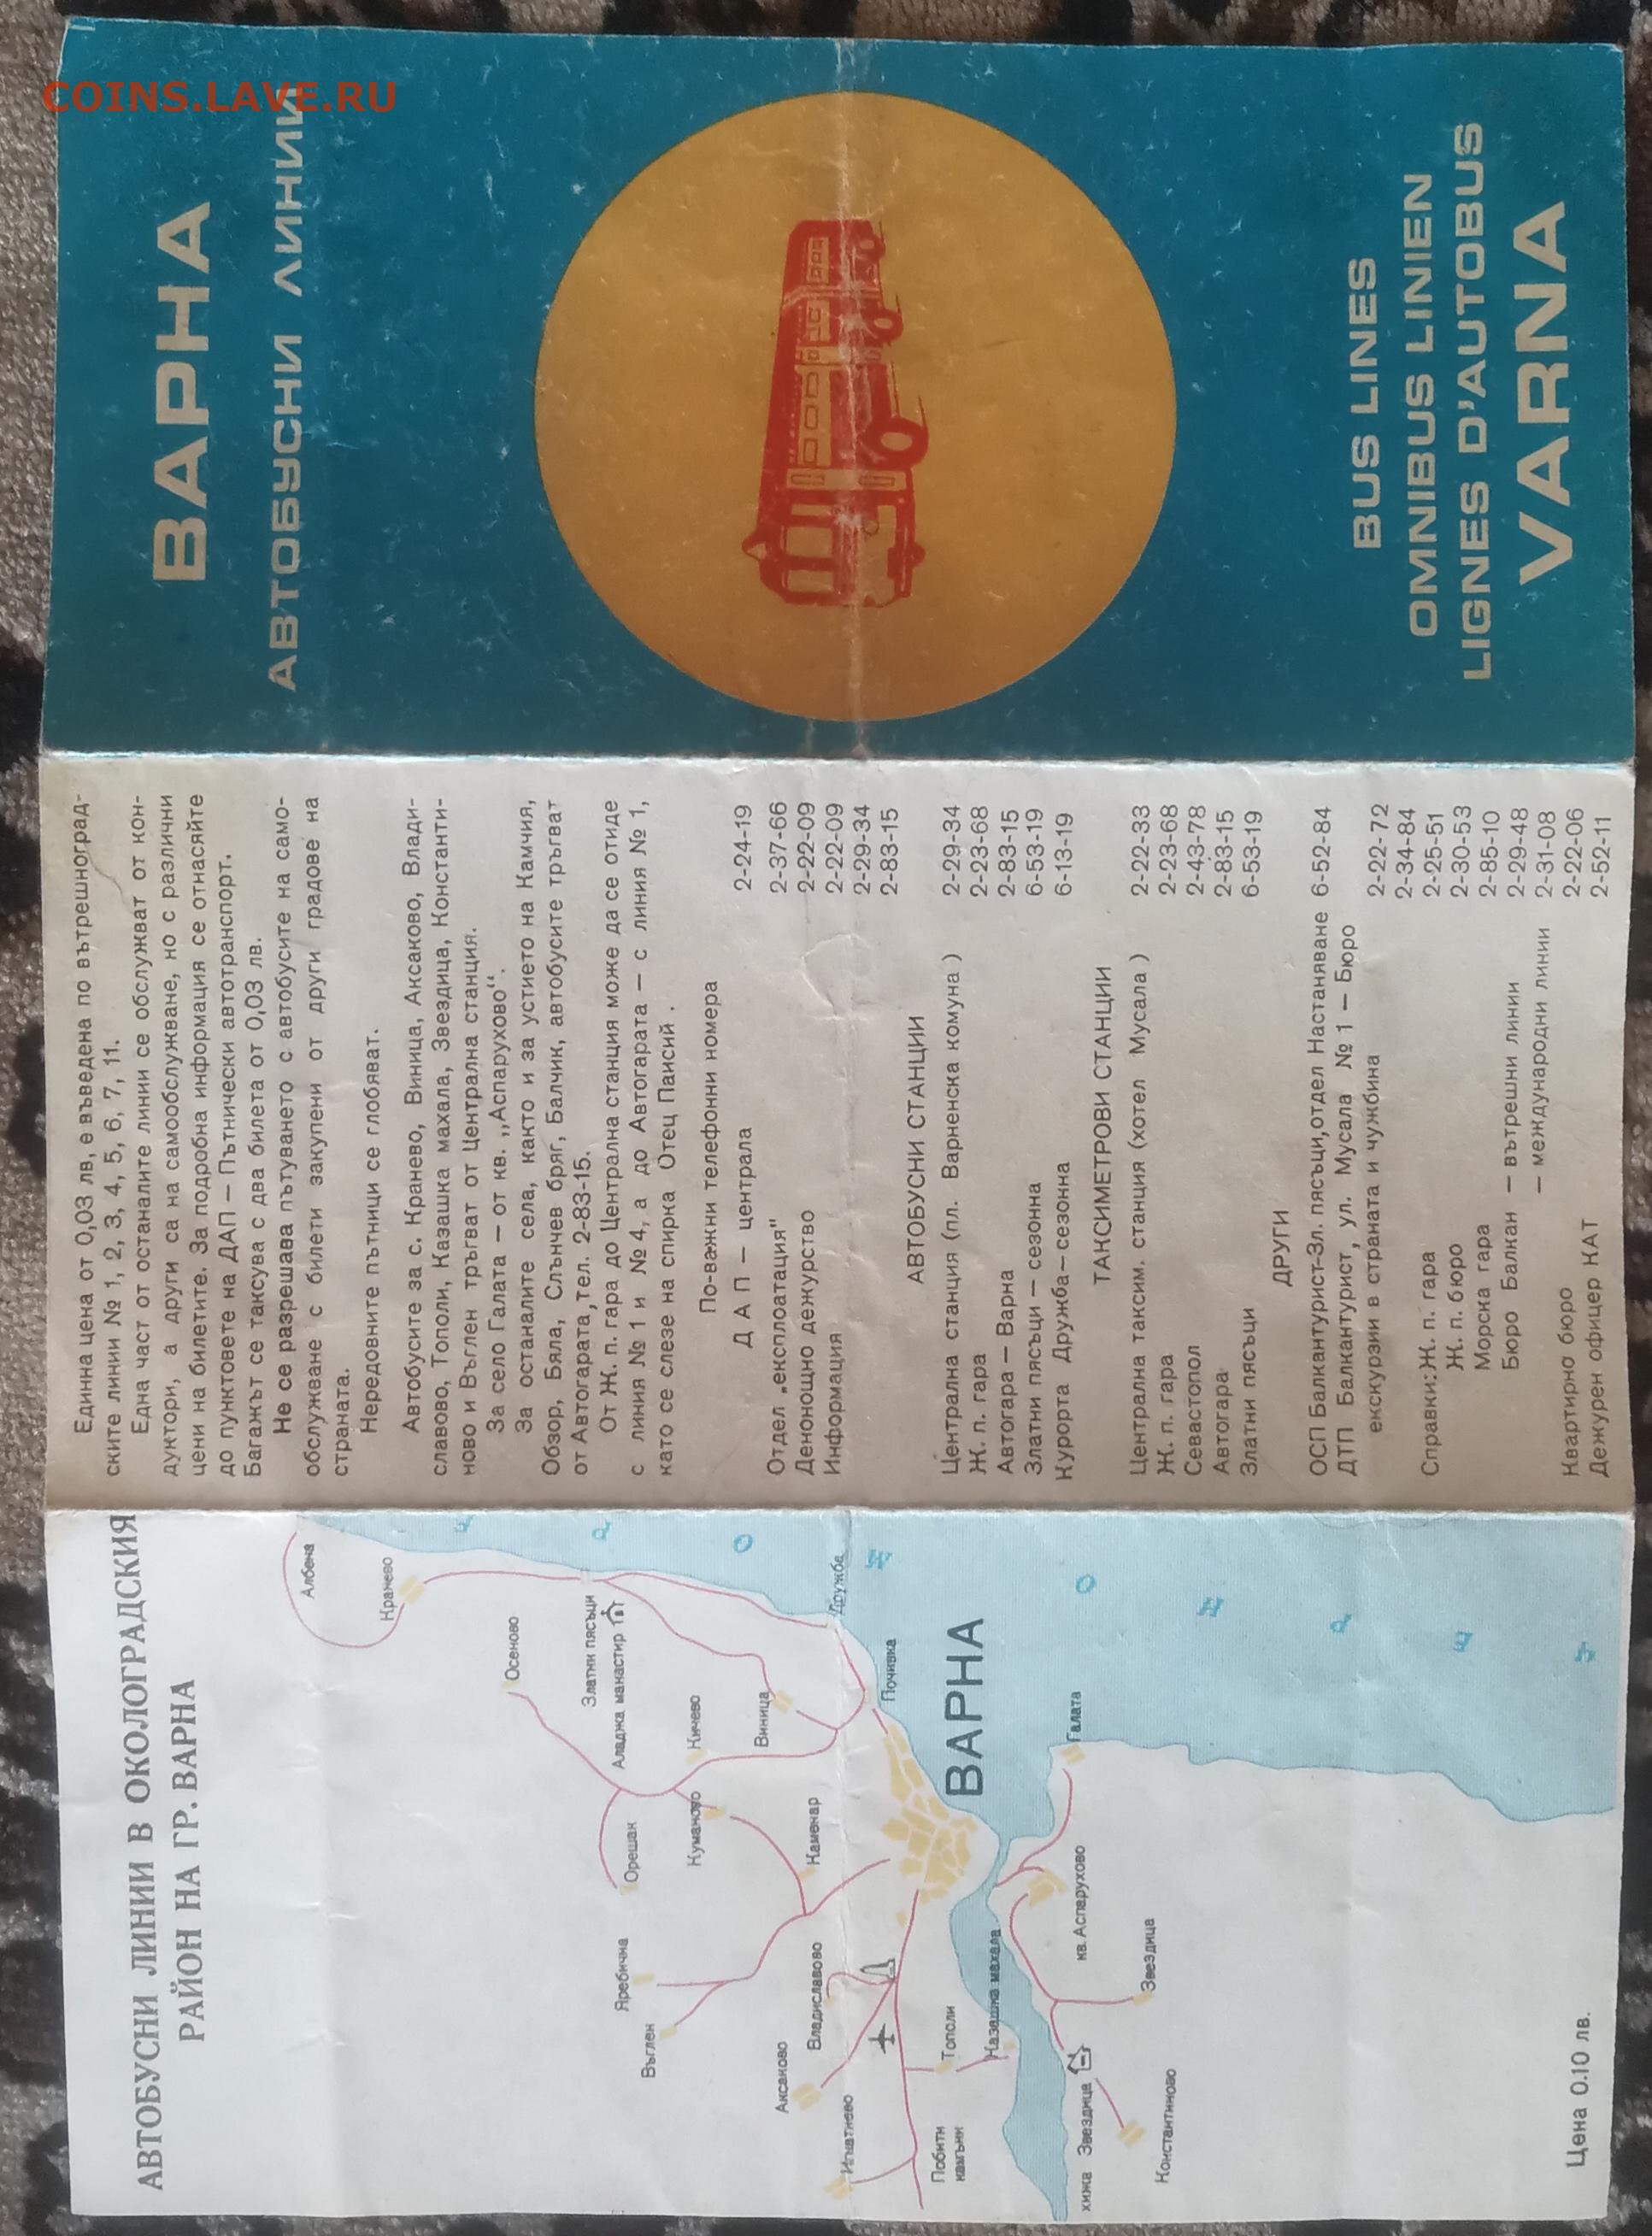 COINS.LAVE.RU
АВТОБУСНИ ЛИНИИ В ОКОЛОГРАДСКИЯ
РАЙОН НА ГР. ВАРНА
Албена
Кранево
Осеново
Златни пясъци
Аладжа манастир
Орешак
Куманово
Кичево
Виница
Дружба
Почивка
Каменар
Яребична
Въглен
Аксаково
Владиславово
Игнатиево
ВАРНА
Тополи
Казашка махала
Побити
камъни
Галата
кв. Аспарухово
хижа Звездица
Звездица
Константиново
Цена 0.10 лв.
Единна цена от 0,03 лв, е въведена по вътрешноград-
ските линии № 1, 2, 3, 4, 5, 6, 7, 11.
Една част от останалите линии се обслужват от кон-
дуктори, а други са на самообслужване, но с различни
цени на билетите. За подробна информация се отнасяйте
до пунктовете на ДАП — Пътнически автотранспорт.
Багажът се таксува с два билета от 0,03 лв.
Не се разрешава пътуването с автобусите на само-
обслужване с билети закупени от други градове на
страната.
Нередовните пътници се глобяват.
Автобусите за с. Кранево, Виница, Аксаково, Влади-
славово, Тополи, Казашка махала, Звездица, Константи-
ново и Въглен тръгват от Централна станция.
За село Галата — от кв. ,,Аспарухово“.
За останалите села, както и за устието на Камчия,
Обзор, Бяла, Слънчев бряг, Балчик, автобусите тръгват
от Автогарата, тел. 2-83-15.
От Ж. п. гара до Централна станция може да се отиде
с линия № 1 и № 4, а до Автогарата — с линия № 1,
като се слезе на спирка Отец Паисий .
По-важни телефонни номера
Д А П — централа 2-24-19
Отдел „експлоатация" 2-37-66
Денонощно дежурство 2-22-09
Информация 2-22-09
2-29-34
2-83-15
АВТОБУСНИ СТАНЦИИ
Централна станция (пл. Варненска комуна ) 2-29-34
Ж. п. гара 2-23-68
Автогара — Варна 2-83-15
Златни пясъци — сезонна 6-53-19
Курорта Дружба—сезонна 6-13-19
ТАКСИМЕТРОВИ СТАНЦИИ
Централна таксим. станция (хотел Мусала ) 2-22-33
Ж. п. гара 2-23-68
Севастопол 2-43-78
Автогара 2-83-15
Златни пясъци 6-53-19
ДРУГИ
ОСП Балкантурист-Зл. пясъци,отдел Настаняване 6-52-84
ДТП Балкантурист, ул. Мусала № 1 — Бюро
екскурзии в страната и чужбина 2-22-72
2-34-84
Справки: Ж. п. гара 2-25-51
Ж. п. бюро 2-30-53
Морска гара 2-85-10
Бюро Балкан — вътрешни линии 2-29-48
— международни линии 2-31-08
Квартирно бюро 2-22-06
Дежурен офицер КАТ 2-52-11
ВАРНА
АВТОБУСНИ ЛИНИИ
BUS LINES
OMNIBUS LINIEN
LIGNES D'AUTOBUS
VARNA